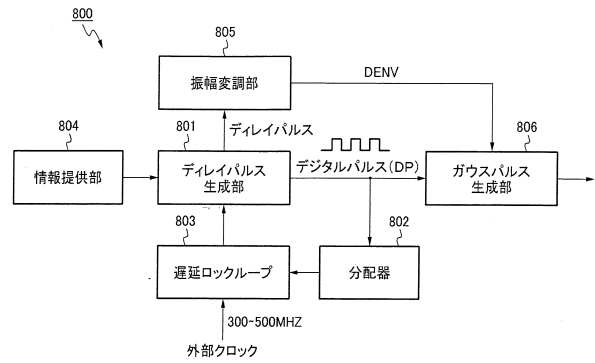 800
805
振幅変調部
DENV
ディレイパルス
804
情報提供部
801
ディレイパルス
生成部
デジタルパルス(DP)
806
ガウスパルス
生成部
803
遅延ロックループ
802
分配器
300-500MHZ
外部クロック